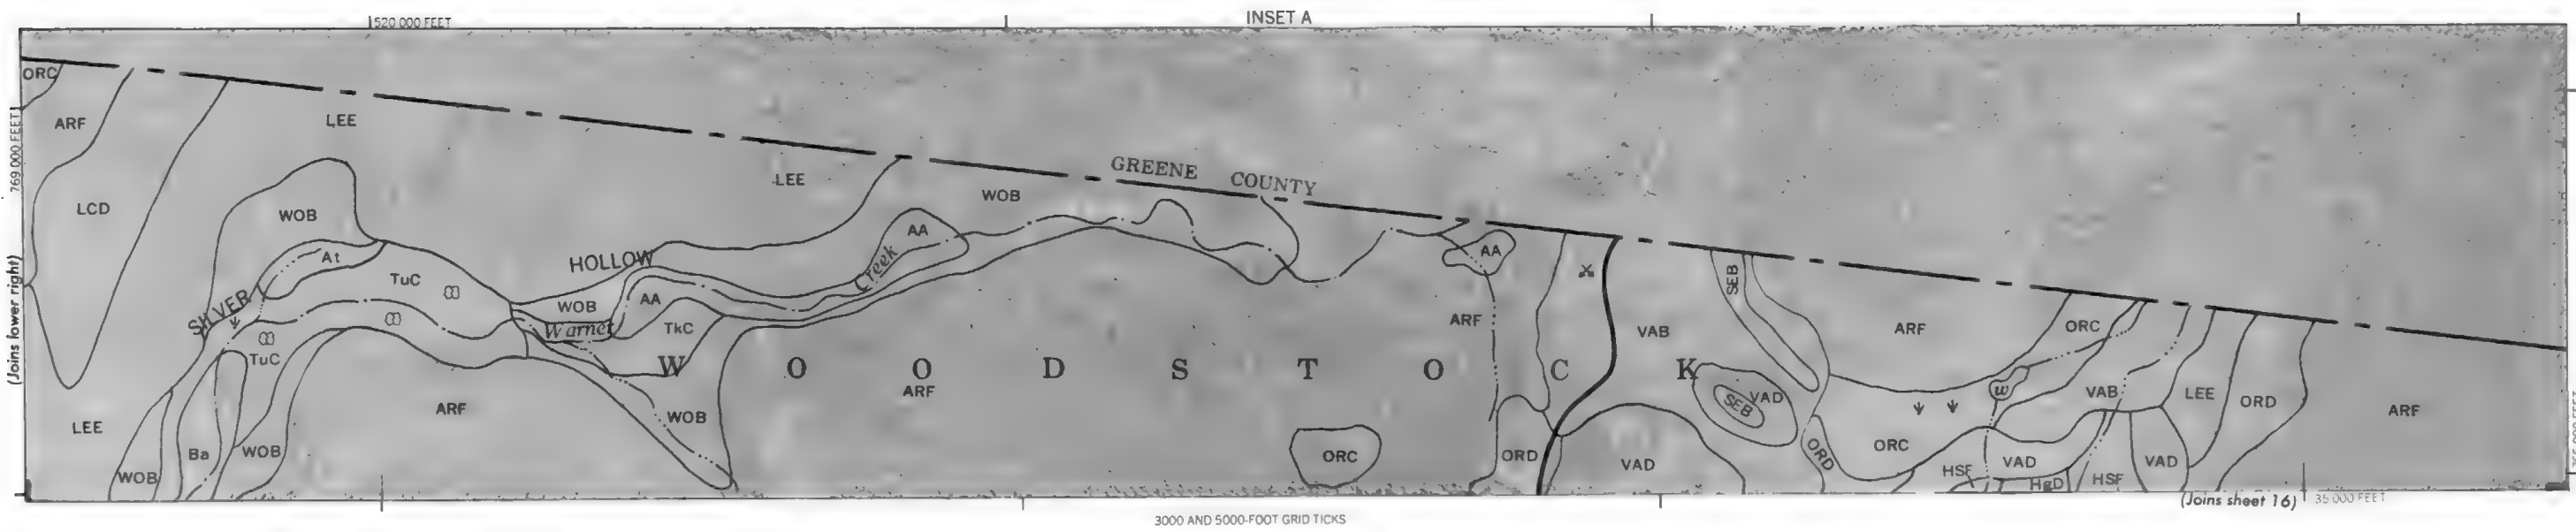 520 000 FEET
INSET A
ORC
ARF
LEE
769 000 FEET
LEE
GREENE COUNTY
WOB
LCD
WOB
AA
HOLLOW
Creek
AA
At
TuC
SEB
SILVER
WOB
AA
TkC
ARF
VAB
ARF
ORC
Warner
(Joins lower right)
TuC
W O O D S T O C K
ARF
ARF
SEB
VAD
w
VAB
LEE
ORD
ARF
WOB
LEE
WOB
Ba
WOB
ORC
ORD
VAD
ORD
ORC
HSF
VAD
HgD
HSF
VAD
(Joins sheet 16)
35 000 FEET
3000 AND 5000-FOOT GRID TICKS